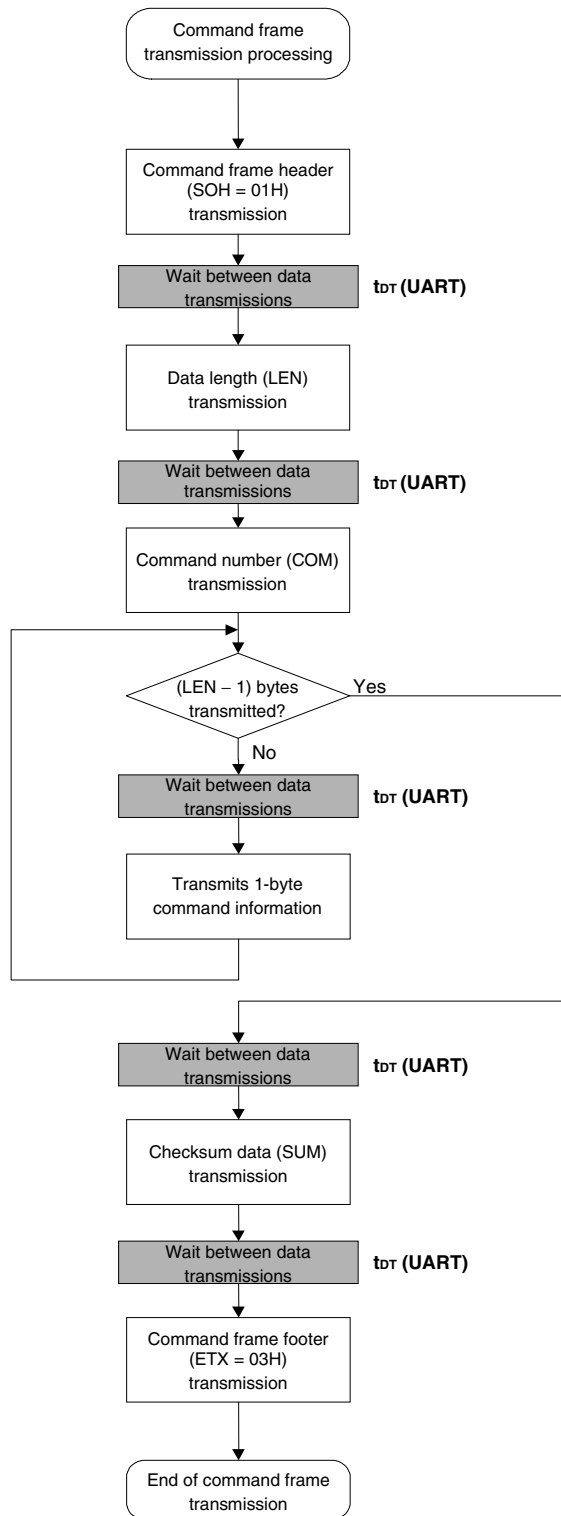 Command frame
transmission processing
Command frame header
(SOH = 01H)
transmission
Wait between data
transmissions
tDT (UART)
Data length (LEN)
transmission
Wait between data
transmissions
tDT (UART)
Command number (COM)
transmission
(LEN − 1) bytes
transmitted?
Yes
No
Wait between data
transmissions
tDT (UART)
Transmits 1-byte
command information
Wait between data
transmissions
tDT (UART)
Checksum data (SUM)
transmission
Wait between data
transmissions
tDT (UART)
Command frame footer
(ETX = 03H)
transmission
End of command frame
transmission